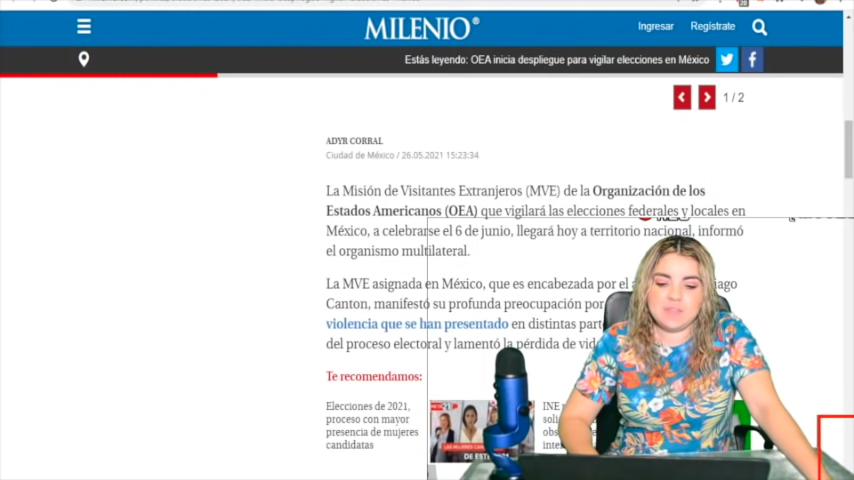 MILENIO®
Ingresar
Regístrate
Estás leyendo: OEA inicia despliegue para vigilar elecciones en México
1 / 2
ADYR CORRAL
Ciudad de México / 26.05.2021 15:23:34
La Misión de Visitantes Extranjeros (MVE) de la Organización de los
Estados Americanos (OEA) que vigilará las elecciones federales y locales en
México, a celebrarse el 6 de junio, llegará hoy a territorio nacional, informó
el organismo multilateral.
La MVE asignada en México, que es encabezada por el
Canton, manifestó su profunda preocupación por
violencia que se han presentado en distintas
del proceso electoral y lamentó la pérdida de
Te recomendamos:
Elecciones de 2021,
proceso con mayor
presencia de mujeres
candidatas
INE